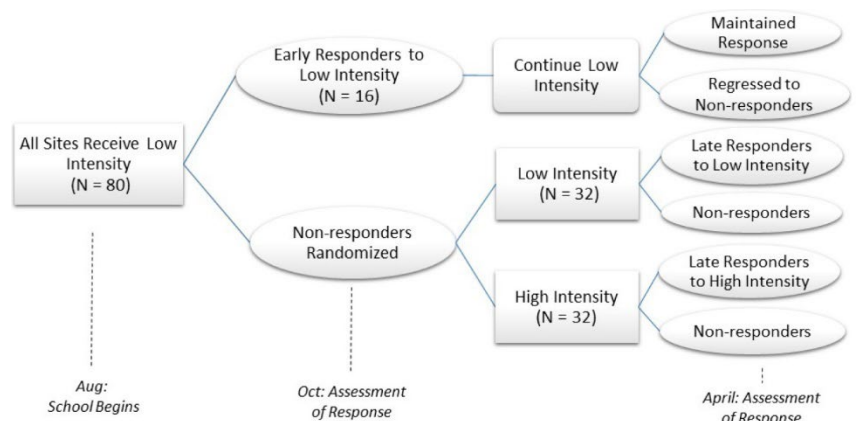 All Sites Receive Low
Intensity
(N = 80)
Early Responders to
Low Intensity
(N = 16)
Non-responders
Randomized
Continue Low
Intensity
Low Intensity
(N = 32)
High Intensity
(N = 32)
Maintained
Response
Regressed to
Non-responders
Late Responders
to Low Intensity
Non-responders
Late Responders
to High Intensity
Non-responders
Aug:
School Begins
Oct: Assessment
of Response
April: Assessment
of Response